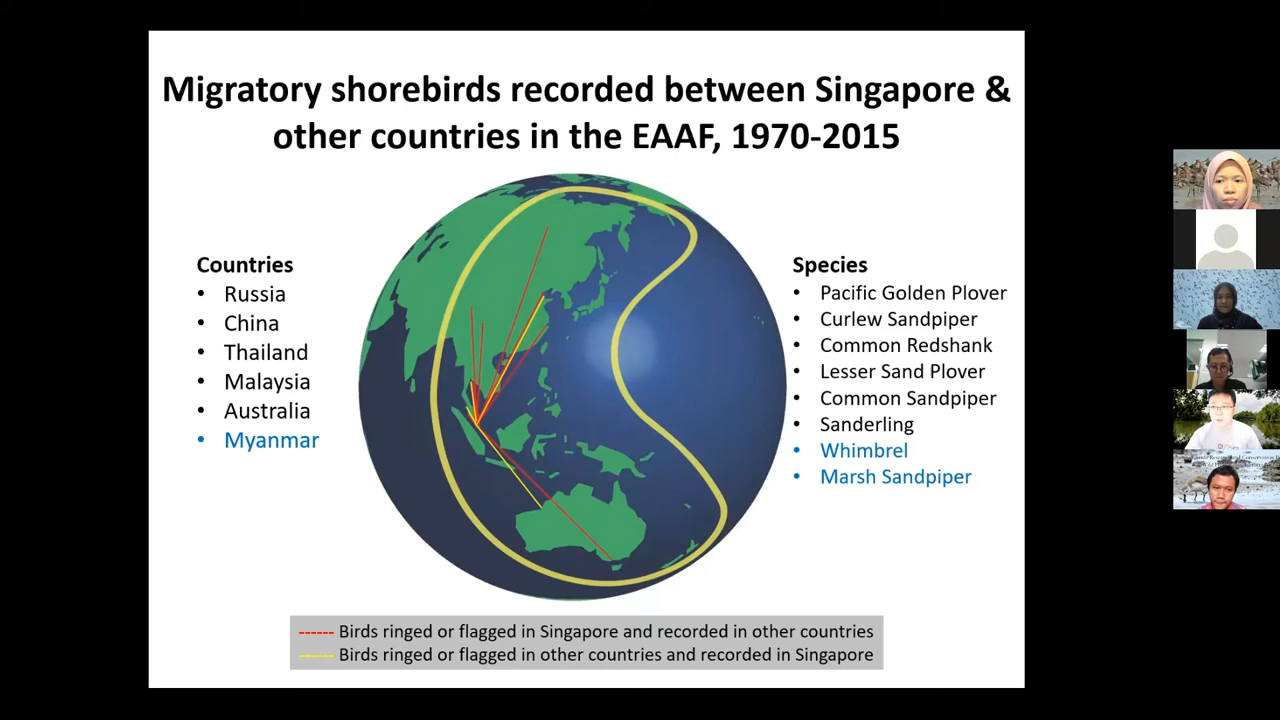 Migratory shorebirds recorded between Singapore &
other countries in the EAAF, 1970-2015
Countries
• Russia
• China
• Thailand
• Malaysia
• Australia
• Myanmar
Species
• Pacific Golden Plover
• Curlew Sandpiper
• Common Redshank
• Lesser Sand Plover
• Common Sandpiper
• Sanderling
• Whimbrel
• Marsh Sandpiper
------ Birds ringed or flagged in Singapore and recorded in other countries
------ Birds ringed or flagged in other countries and recorded in Singapore